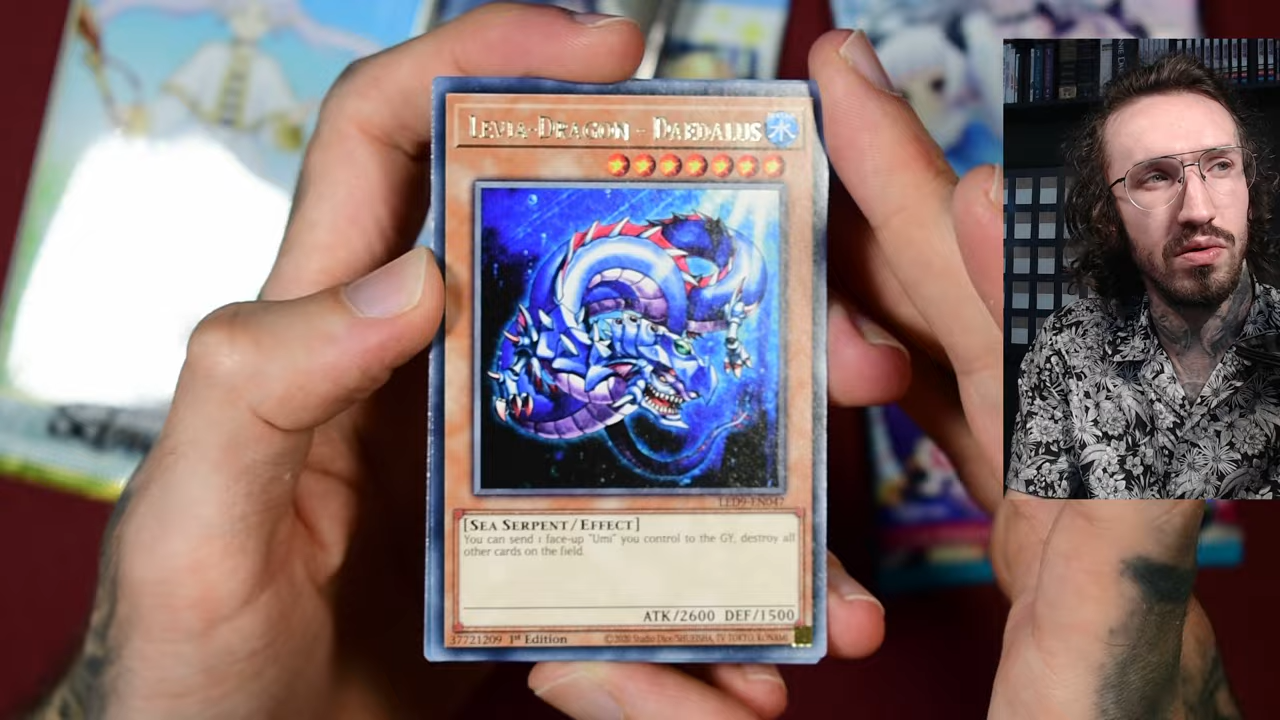 LEVIA-DRAGON - DAEDALUS
水
LED9-EN047
[SEA SERPENT/EFFECT]
You can send 1 face-up "Umi" you control to the GY, destroy all
other cards on the field.
ATK/2600 DEF/1500
37721209 1st Edition
©2020 Studio Dice/SHUEISHA, TV TOKYO, KONAMI